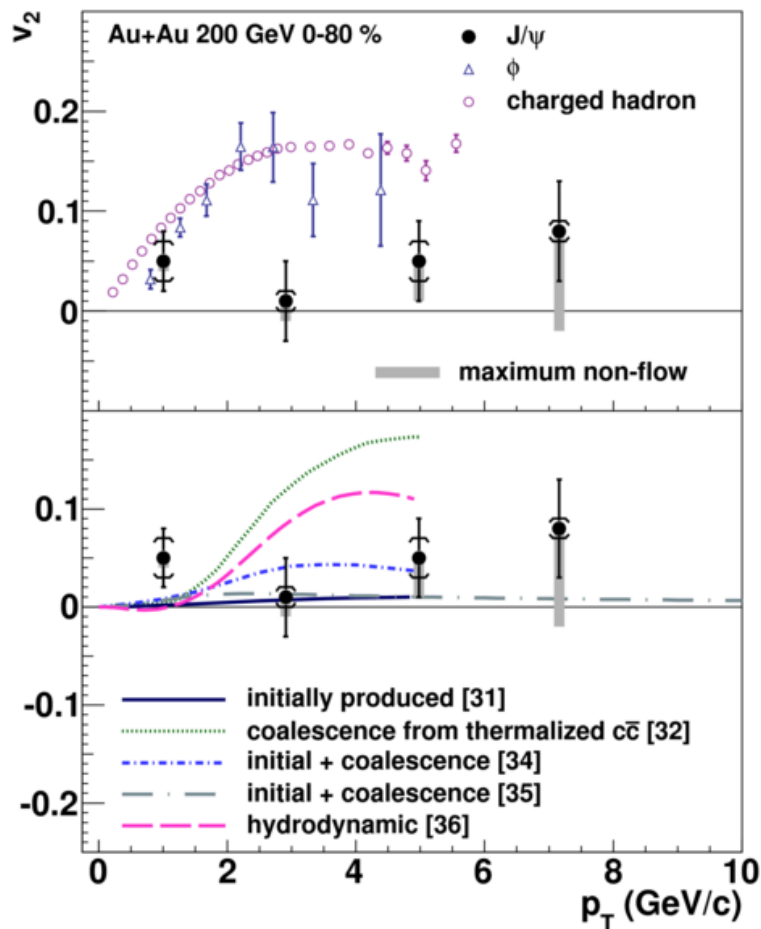 v₂
Au+Au 200 GeV 0-80 %
J/ψ
ϕ
charged hadron
0.2
0.1
0
maximum non-flow
0.1
0
-0.1
-0.2
initially produced [31]
coalescence from thermalized cc̅ [32]
initial + coalescence [34]
initial + coalescence [35]
hydrodynamic [36]
0 2 4 6 8 10
p_T (GeV/c)